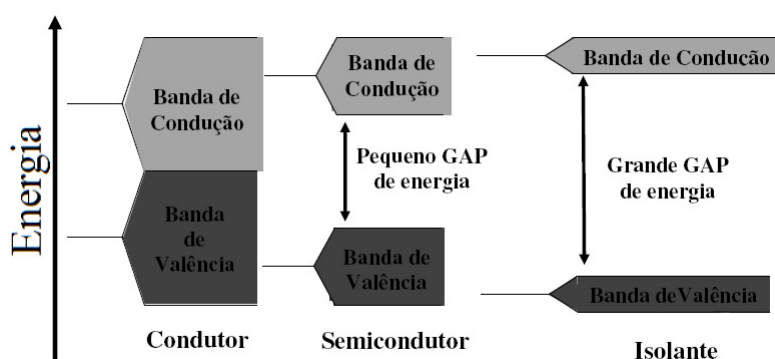 Energia
Banda de
Condução
Banda
de
Valência
Condutor
Banda de
Condução
Pequeno GAP
de energia
Banda de
Valência
Semicondutor
Banda de Condução
Grande GAP
de energia
Banda deValência
Isolante